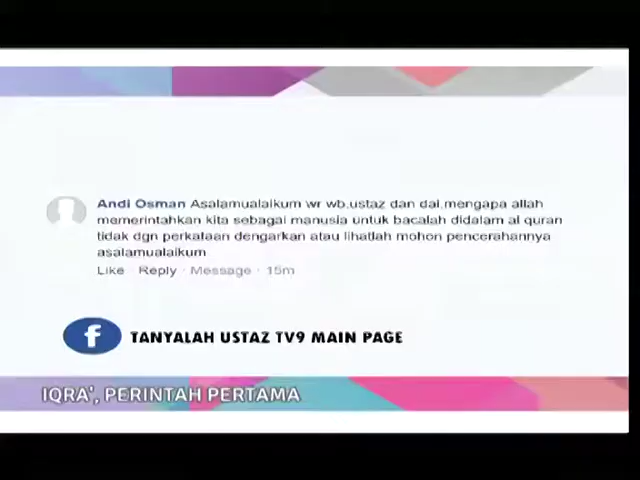 Andi Osman Asalamualaikum wr wb.ustaz dan dai.mengapa allah
memerintahkan kita sebagai manusia untuk bacalah didalam al quran
tidak dgn perkataan dengarkan atau lihatlah mohon pencerahannya
asalamualaikum
Like · Reply · Message · 15m
f TANYALAH USTAZ TV9 MAIN PAGE
IQRA', PERINTAH PERTAMA